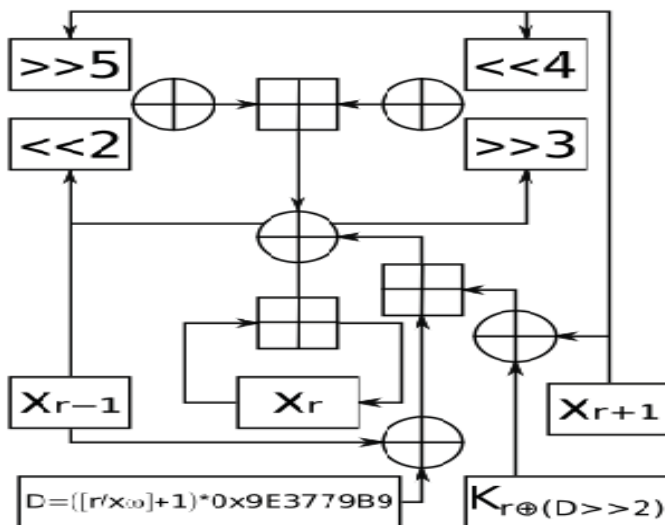 >>5
<<4
<<2
>>3
Xr−1
Xr
Xr+1
D=([r/xω]+1)*0x9E3779B9
Kr⊕(D>>2)